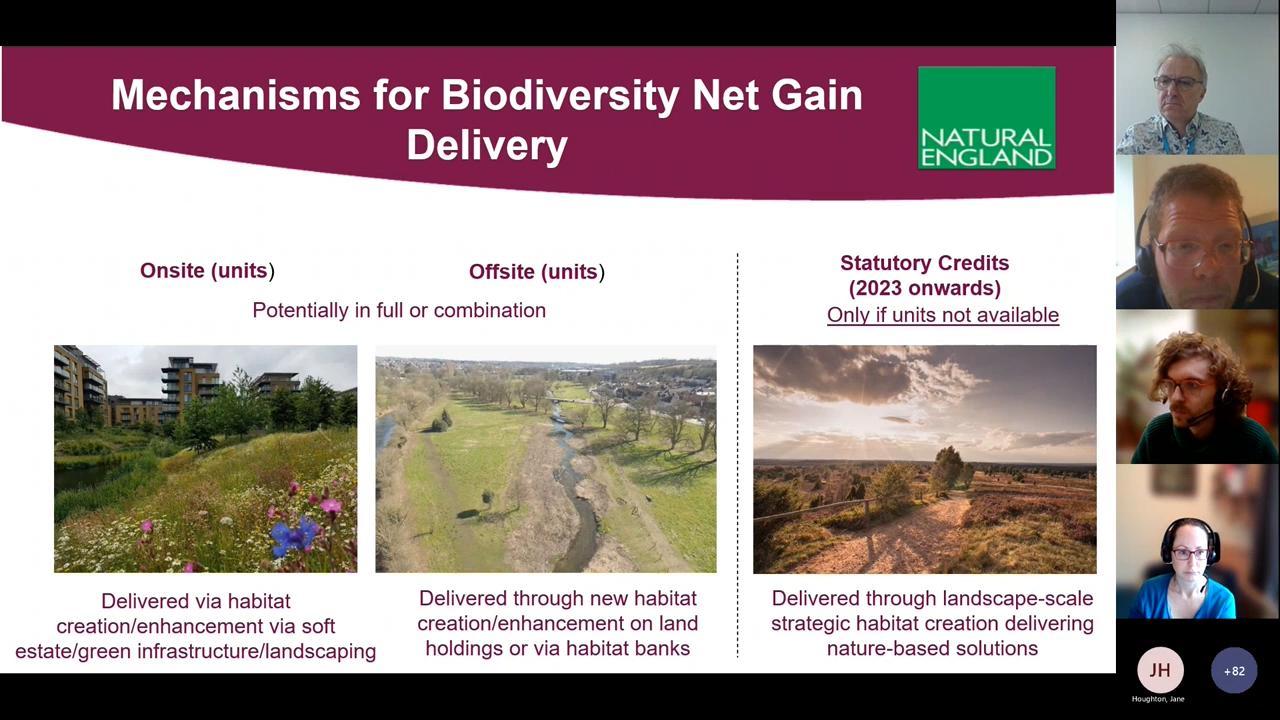 Mechanisms for Biodiversity Net Gain
Delivery
NATURAL
ENGLAND
Onsite (units)
Offsite (units)
Potentially in full or combination
Statutory Credits
(2023 onwards)
Only if units not available
Delivered via habitat
creation/enhancement via soft
estate/green infrastructure/landscaping
Delivered through new habitat
creation/enhancement on land
holdings or via habitat banks
Delivered through landscape-scale
strategic habitat creation delivering
nature-based solutions
JH
Houghton, Jane
+82